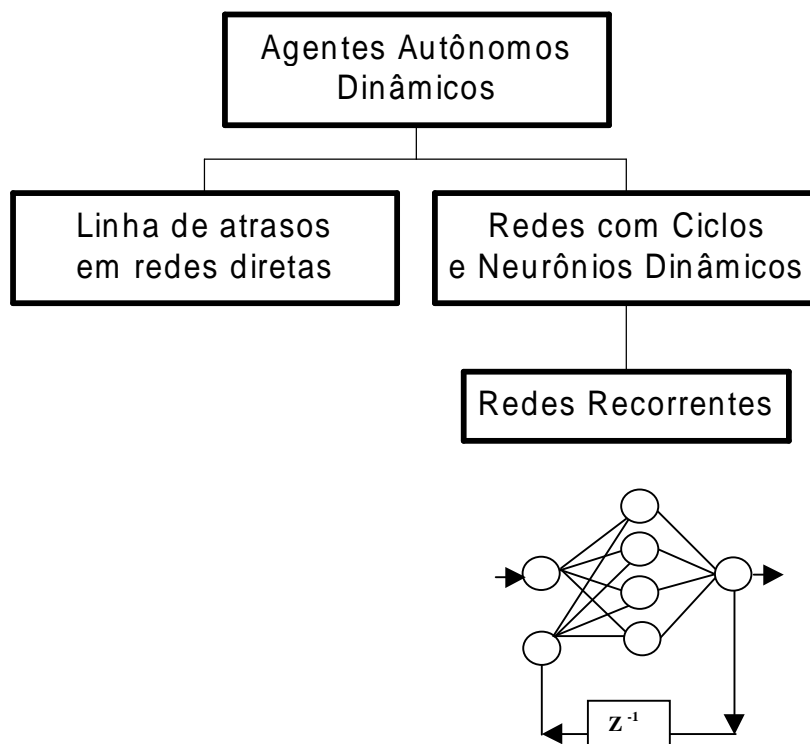 Agentes Autônomos
Dinâmicos
Linha de atrasos
em redes diretas
Redes com Ciclos
e Neurônios Dinâmicos
Redes Recorrentes
Z⁻¹